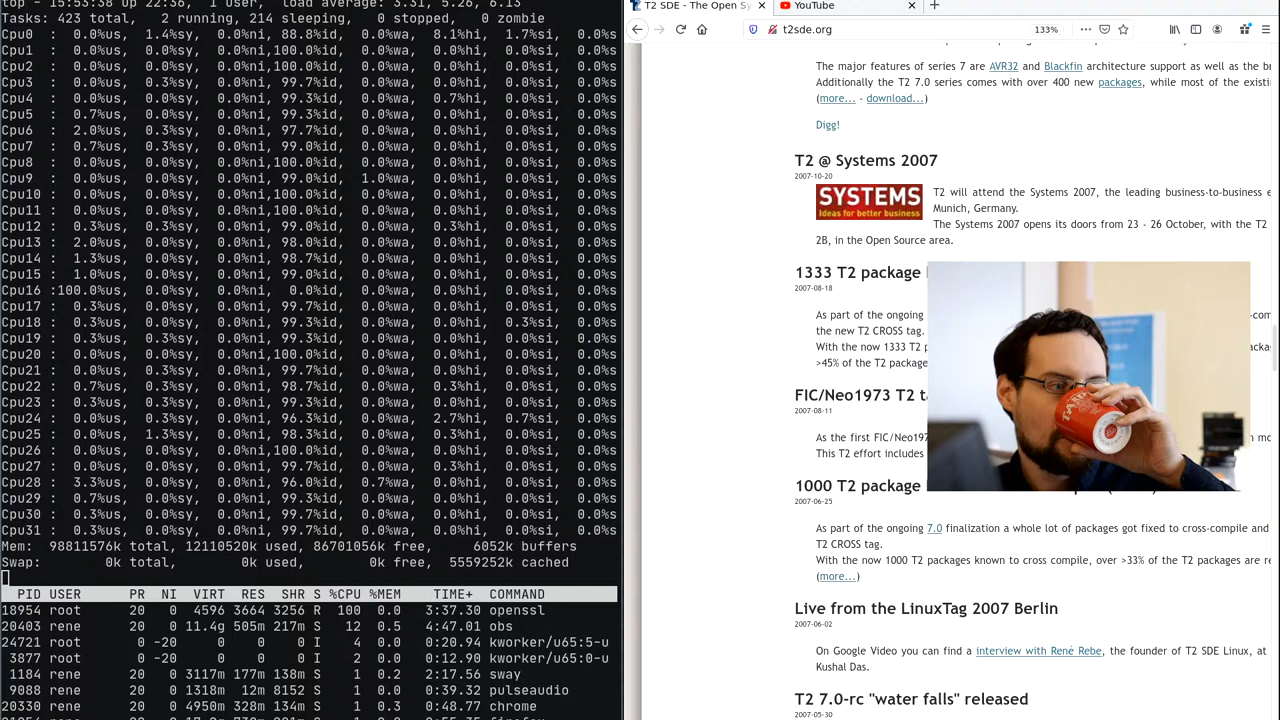 top - 15:53:38 up 22:36, 1 user, load average: 3.31, 5.26, 6.13
Tasks: 423 total, 2 running, 214 sleeping, 0 stopped, 0 zombie
Cpu0 : 0.0%us, 1.4%sy, 0.0%ni, 88.8%id, 0.0%wa, 8.1%hi, 1.7%si, 0.0%s
Cpu1 : 0.0%us, 0.0%sy, 0.0%ni,100.0%id, 0.0%wa, 0.0%hi, 0.0%si, 0.0%s
Cpu2 : 0.0%us, 0.0%sy, 0.0%ni,100.0%id, 0.0%wa, 0.0%hi, 0.0%si, 0.0%s
Cpu3 : 0.0%us, 0.3%sy, 0.0%ni, 99.7%id, 0.0%wa, 0.0%hi, 0.0%si, 0.0%s
Cpu4 : 0.0%us, 0.0%sy, 0.0%ni, 99.3%id, 0.0%wa, 0.7%hi, 0.0%si, 0.0%s
Cpu5 : 0.7%us, 0.0%sy, 0.0%ni, 99.3%id, 0.0%wa, 0.0%hi, 0.0%si, 0.0%s
Cpu6 : 2.0%us, 0.3%sy, 0.0%ni, 97.7%id, 0.0%wa, 0.0%hi, 0.0%si, 0.0%s
Cpu7 : 0.7%us, 0.3%sy, 0.0%ni, 99.0%id, 0.0%wa, 0.0%hi, 0.0%si, 0.0%s
Cpu8 : 0.0%us, 0.0%sy, 0.0%ni,100.0%id, 0.0%wa, 0.0%hi, 0.0%si, 0.0%s
Cpu9 : 0.0%us, 0.0%sy, 0.0%ni, 99.0%id, 1.0%wa, 0.0%hi, 0.0%si, 0.0%s
Cpu10 : 0.0%us, 0.0%sy, 0.0%ni,100.0%id, 0.0%wa, 0.0%hi, 0.0%si, 0.0%s
Cpu11 : 0.0%us, 0.0%sy, 0.0%ni,100.0%id, 0.0%wa, 0.0%hi, 0.0%si, 0.0%s
Cpu12 : 0.0%us, 0.3%sy, 0.0%ni, 99.3%id, 0.0%wa, 0.3%hi, 0.0%si, 0.0%s
Cpu13 : 2.0%us, 0.0%sy, 0.0%ni, 98.0%id, 0.0%wa, 0.0%hi, 0.0%si, 0.0%s
Cpu14 : 1.3%us, 0.0%sy, 0.0%ni, 98.7%id, 0.0%wa, 0.0%hi, 0.0%si, 0.0%s
Cpu15 : 1.0%us, 0.0%sy, 0.0%ni, 99.0%id, 0.0%wa, 0.0%hi, 0.0%si, 0.0%s
Cpu16 :100.0%us, 0.0%sy, 0.0%ni, 0.0%id, 0.0%wa, 0.0%hi, 0.0%si, 0.0%s
Cpu17 : 0.3%us, 0.0%sy, 0.0%ni, 99.7%id, 0.0%wa, 0.0%hi, 0.0%si, 0.0%s
Cpu18 : 0.3%us, 0.0%sy, 0.0%ni, 99.3%id, 0.0%wa, 0.0%hi, 0.3%si, 0.0%s
Cpu19 : 0.3%us, 0.3%sy, 0.0%ni, 99.3%id, 0.0%wa, 0.0%hi, 0.0%si, 0.0%s
Cpu20 : 0.0%us, 0.0%sy, 0.0%ni,100.0%id, 0.0%wa, 0.0%hi, 0.0%si, 0.0%s
Cpu21 : 0.0%us, 0.3%sy, 0.0%ni, 99.7%id, 0.0%wa, 0.0%hi, 0.0%si, 0.0%s
Cpu22 : 0.7%us, 0.3%sy, 0.0%ni, 98.7%id, 0.0%wa, 0.3%hi, 0.0%si, 0.0%s
Cpu23 : 0.7%us, 0.0%sy, 0.0%ni, 99.3%id, 0.0%wa, 0.0%hi, 0.0%si, 0.0%s
Cpu24 : 0.0%us, 0.3%sy, 0.0%ni, 96.3%id, 0.0%wa, 2.7%hi, 0.7%si, 0.0%s
Cpu25 : 0.0%us, 1.3%sy, 0.0%ni, 98.3%id, 0.0%wa, 0.3%hi, 0.0%si, 0.0%s
Cpu26 : 0.0%us, 0.0%sy, 0.0%ni,100.0%id, 0.0%wa, 0.0%hi, 0.0%si, 0.0%s
Cpu27 : 0.0%us, 0.0%sy, 0.0%ni, 99.7%id, 0.0%wa, 0.3%hi, 0.0%si, 0.0%s
Cpu28 : 3.3%us, 0.0%sy, 0.0%ni, 96.0%id, 0.7%wa, 0.0%hi, 0.0%si, 0.0%s
Cpu29 : 0.7%us, 0.0%sy, 0.0%ni, 99.3%id, 0.0%wa, 0.0%hi, 0.0%si, 0.0%s
Cpu30 : 0.3%us, 0.3%sy, 0.0%ni, 99.3%id, 0.0%wa, 0.0%hi, 0.0%si, 0.0%s
Cpu31 : 0.3%us, 0.0%sy, 0.0%ni, 99.7%id, 0.0%wa, 0.0%hi, 0.0%si, 0.0%s
Mem: 98811576k total, 12110520k used, 86701056k free, 6052k buffers
Swap: 0k total, 0k used, 0k free, 5559252k cached
PID USER PR NI VIRT RES SHR S %CPU %MEM TIME+ COMMAND
18954 root 20 0 4596 3664 3256 R 100 0.0 3:37.30 openssl
20403 rene 20 0 11.4g 505m 217m S 12 0.5 4:47.01 obs
24721 root 0 -20 0 0 0 I 4 0.0 0:20.94 kworker/u65:5-u
3877 root 0 -20 0 0 0 I 2 0.0 0:12.90 kworker/u65:0-u
1184 rene 20 0 3117m 177m 138m S 1 0.2 2:17.56 sway
9088 rene 20 0 1318m 12m 8152 S 1 0.0 0:39.32 pulseaudio
20330 rene 20 0 4950m 328m 134m S 1 0.3 0:48.77 chrome
T2 SDE - The Open Sy
YouTube
t2sde.org
133%
The major features of series 7 are AVR32 and Blackfin architecture support as well as the br
Additionally the T2 7.0 series comes with over 400 new packages, while most of the existi
(more... - download...)
Digg!
T2 @ Systems 2007
2007-10-20
SYSTEMS
Ideas for better business
T2 will attend the Systems 2007, the leading business-to-business e
Munich, Germany.
The Systems 2007 opens its doors from 23 - 26 October, with the T2
2B, in the Open Source area.
1333 T2 package
2007-08-18
As part of the ongoing
the new T2 CROSS tag.
With the now 1333 T2 p
>45% of the T2 package
FIC/Neo1973 T2 t
2007-08-11
As the first FIC/Neo197
This T2 effort includes
1000 T2 package
2007-06-25
As part of the ongoing 7.0 finalization a whole lot of packages got fixed to cross-compile and
T2 CROSS tag.
With the now 1000 T2 packages known to cross compile, over >33% of the T2 packages are re
(more...)
Live from the LinuxTag 2007 Berlin
2007-06-02
On Google Video you can find a interview with René Rebe, the founder of T2 SDE Linux, at
Kushal Das.
T2 7.0-rc "water falls" released
2007-05-30